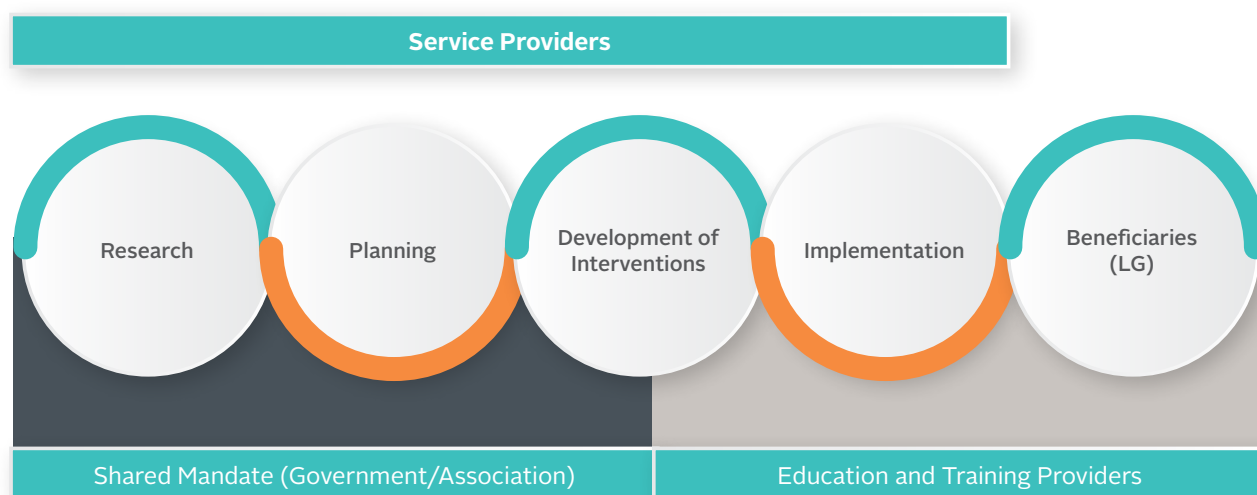 Service Providers
Research
Planning
Development of
Interventions
Implementation
Beneficiaries
(LG)
Shared Mandate (Government/Association)
Education and Training Providers